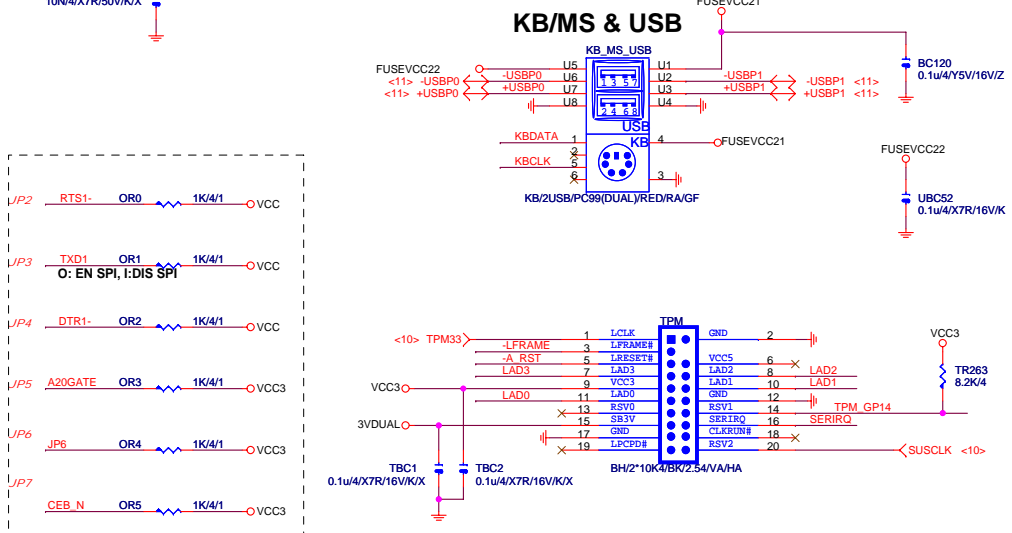 10N/4/X7R/50V/K/X
KB/MS & USB
FUSEVCC21
KB_MS_USB
FUSEVCC22
U5
U1
<11> -USBP0
-USBP0
U6
U2
-USBP1
-USBP1 <11>
<11> +USBP0
+USBP0
U7
U3
+USBP1
+USBP1 <11>
U8
U4
1 3 5 7
2 4 6 8
USB
BC120
0.1u/4/Y5V/16V/Z
KBDATA
1
KB
4
FUSEVCC21
2
KBCLK
5
6
3
KB/2USB/PC99(DUAL)/RED/RA/GF
FUSEVCC22
UBC52
0.1u/4/X7R/16V/K
JP2
RTS1-
OR0
1K/4/1
VCC
JP3
TXD1
OR1
1K/4/1
VCC
O: EN SPI, I:DIS SPI
JP4
DTR1-
OR2
1K/4/1
VCC
JP5
A20GATE
OR3
1K/4/1
VCC3
JP6
JP6
OR4
1K/4/1
VCC3
JP7
CEB_N
OR5
1K/4/1
VCC3
TPM
<10> TPM33
1
LCLK
GND
2
-LFRAME
3
LFRAME#
-A_RST
5
LRESET#
VCC5
6
LAD3
7
LAD3
LAD2
8
LAD2
VCC3
9
VCC3
LAD1
10
LAD1
LAD0
11
LAD0
GND
12
13
RSV0
RSV1
14
TPM_GP14
3VDUAL
15
SB3V
SERIRQ
16
SERIRQ
17
GND
CLKRUN#
18
19
LPCPD#
RSV2
20
SUSCLK <10>
BH/2*10K4/BK/2.54/VA/HA
VCC3
TR263
8.2K/4
TBC1
0.1u/4/X7R/16V/K/X
TBC2
0.1u/4/X7R/16V/K/X